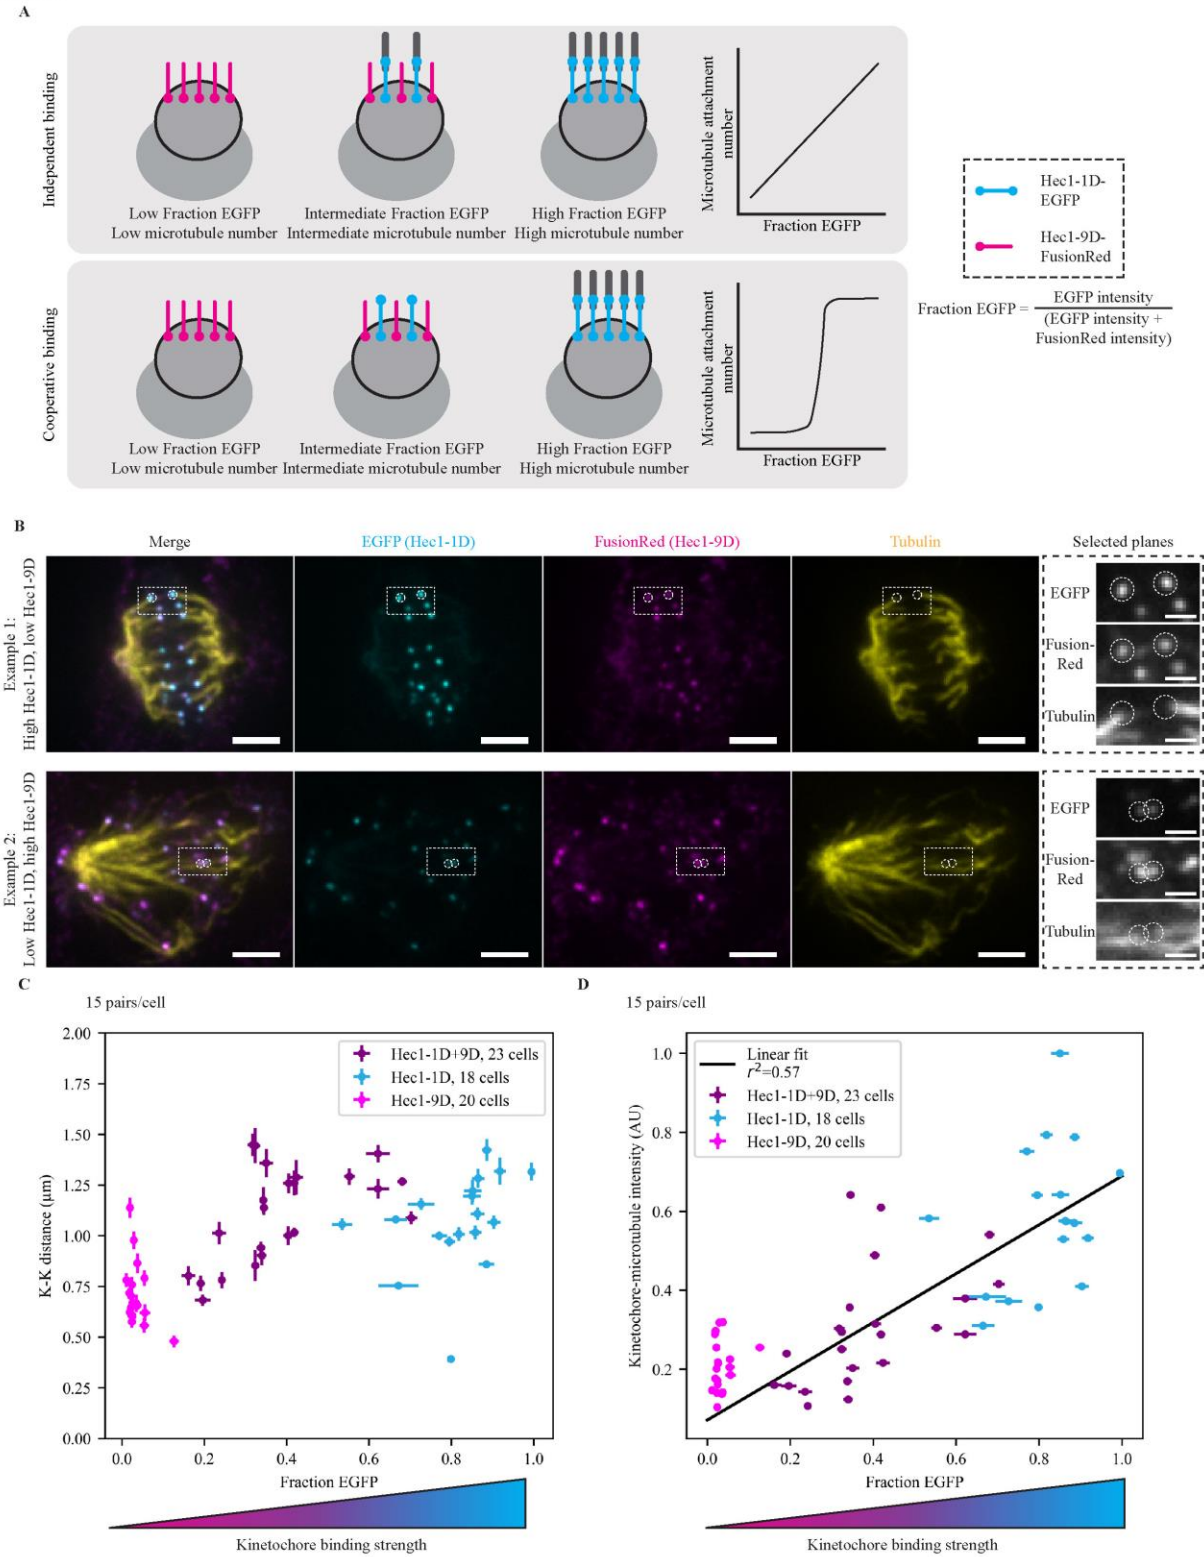 A
Independent binding
Low Fraction EGFP
Low microtubule number
Intermediate Fraction EGFP
Intermediate microtubule number
High Fraction EGFP
High microtubule number
Microtubule attachment
number
Fraction EGFP
Hec1-1D-
EGFP
Hec1-9D-
FusionRed
Fraction EGFP =
EGFP intensity
(EGFP intensity +
FusionRed intensity)
Cooperative binding
Low Fraction EGFP
Low microtubule number
Intermediate Fraction EGFP
Intermediate microtubule number
High Fraction EGFP
High microtubule number
Microtubule attachment
number
Fraction EGFP
B
Merge
EGFP (Hec1-1D)
FusionRed (Hec1-9D)
Tubulin
Selected planes
Example 1:
High Hec1-1D, low Hec1-9D
EGFP
Fusion-
Red
Tubulin
Example 2:
Low Hec1-1D, high Hec1-9D
EGFP
Fusion-
Red
Tubulin
C
15 pairs/cell
K-K distance (μm)
2.00
1.75
1.50
1.25
1.00
0.75
0.50
0.25
0.00
Hec1-1D+9D, 23 cells
Hec1-1D, 18 cells
Hec1-9D, 20 cells
0.0 0.2 0.4 0.6 0.8 1.0
Fraction EGFP
Kinetochore binding strength
D
15 pairs/cell
Kinetochore-microtubule intensity (AU)
1.0
0.8
0.6
0.4
0.2
Linear fit
r²=0.57
Hec1-1D+9D, 23 cells
Hec1-1D, 18 cells
Hec1-9D, 20 cells
0.0 0.2 0.4 0.6 0.8 1.0
Fraction EGFP
Kinetochore binding strength